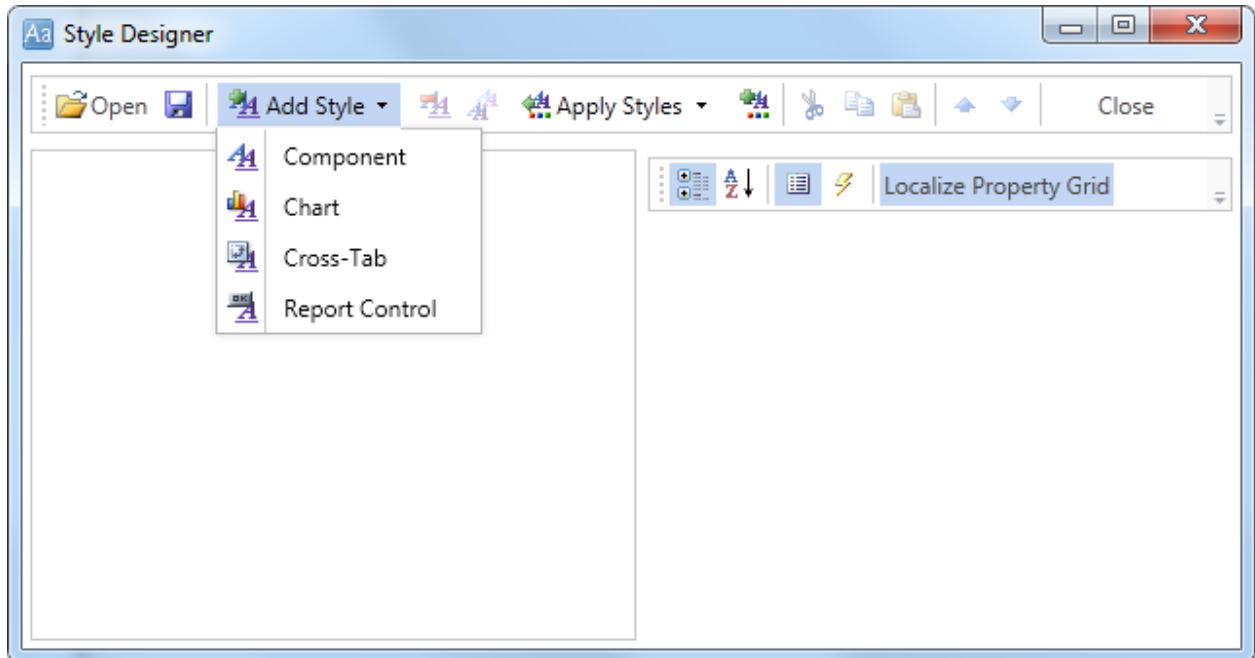 Aa Style Designer
Open Add Style Apply Styles Close
Component
Chart
Cross-Tab
Report Control
Localize Property Grid